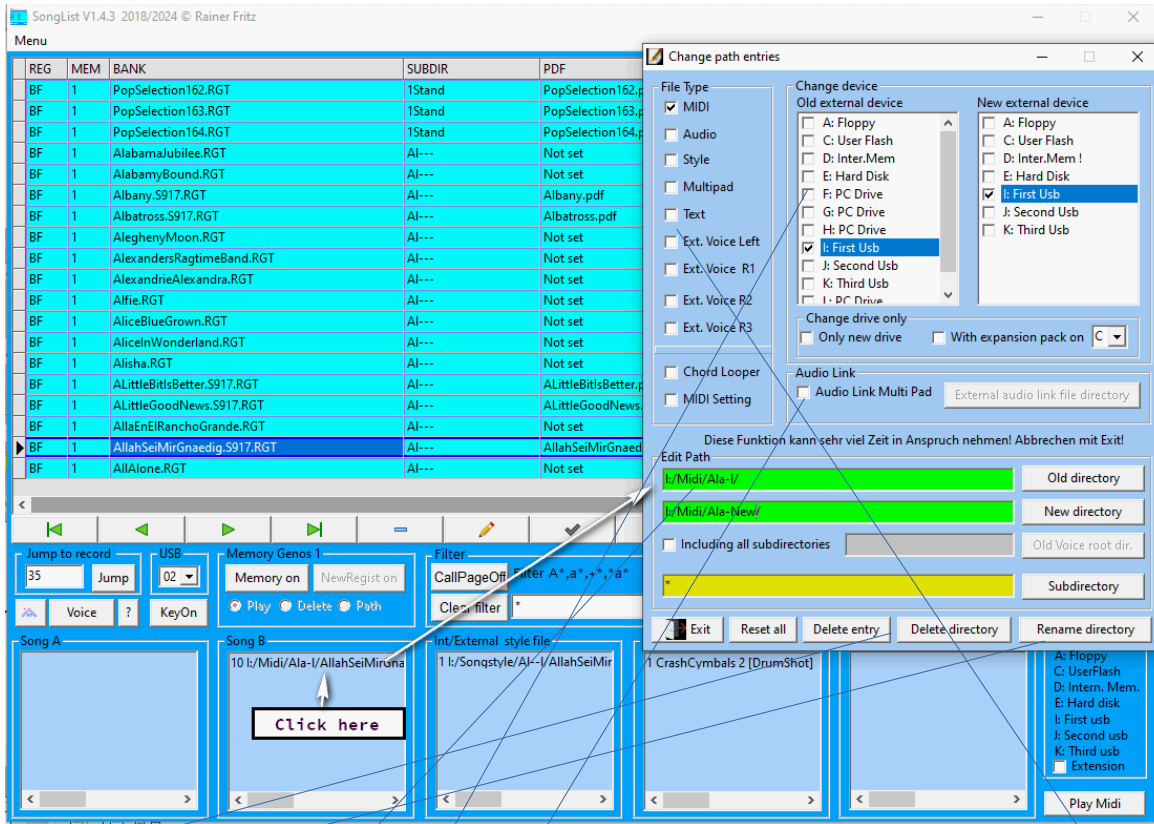 SongList V1.4.3 2018/2024 © Rainer Fritz
Menu
REG MEM BANK SUBDIR PDF
BF 1 PopSelection162.RGT 1Stand PopSelection162.p
BF 1 PopSelection163.RGT 1Stand PopSelection163.p
BF 1 PopSelection164.RGT 1Stand PopSelection164.p
BF 1 AlabamaJubilee.RGT Al--- Not set
BF 1 AlabamyBound.RGT Al--- Not set
BF 1 Albany.S917.RGT Al--- Albany.pdf
BF 1 Albatross.S917.RGT Al--- Albatross.pdf
BF 1 AleghenyMoon.RGT Al--- Not set
BF 1 AlexandersRagtimeBand.RGT Al--- Not set
BF 1 AlexandrieAlexandra.RGT Al--- Not set
BF 1 Alfie.RGT Al--- Not set
BF 1 AliceBlueGrown.RGT Al--- Not set
BF 1 AliceInWonderland.RGT Al--- Not set
BF 1 Alisha.RGT Al--- Not set
BF 1 ALittleBitIsBetter.S917.RGT Al--- ALittleBitIsBetter.p
BF 1 ALittleGoodNews.S917.RGT Al--- ALittleGoodNews.
BF 1 AllaEnElRanchoGrande.RGT Al--- Not set
BF 1 AllahSeiMirGnaedig.S917.RGT Al--- AllahSeiMirGnaed
BF 1 AllAlone.RGT Al--- Not set
Jump to record
35 Jump
USB
02
Voice ? KeyOn
Memory Genos 1
Memory on NewRegist on
Play Delete Path
Filter
CallPageOff Filter A*,a*,+*,*a*
Clear filter *
Song A
Song B
10 I:/Midi/Ala-I/AllahSeiMirGna
Click here
Int/External style file
1 I:/Songstyle/Al--I/AllahSeiMir
1 CrashCymbals 2 [DrumShot]
A: Floppy
C: UserFlash
D: Intern. Mem.
E: Hard disk
I: First usb
J: Second usb
K: Third usb
Extension
Play Midi
Change path entries
File Type
MIDI
Audio
Style
Multipad
Text
Ext. Voice Left
Ext. Voice R1
Ext. Voice R2
Ext. Voice R3
Chord Looper
MIDI Setting
Change device
Old external device
A: Floppy
C: User Flash
D: Inter.Mem
E: Hard Disk
F: PC Drive
G: PC Drive
H: PC Drive
I: First Usb
J: Second Usb
K: Third Usb
L: PC Drive
New external device
A: Floppy
C: User Flash
D: Inter.Mem !
E: Hard Disk
I: First Usb
J: Second Usb
K: Third Usb
Change drive only
Only new drive With expansion pack on C
Audio Link
Audio Link Multi Pad External audio link file directory
Diese Funktion kann sehr viel Zeit in Anspruch nehmen! Abbrechen mit Exit!
Edit Path
I:/Midi/Ala-I/ Old directory
I:/Midi/Ala-New/ New directory
Including all subdirectories Old Voice root dir.
* Subdirectory
Exit Reset all Delete entry Delete directory Rename directory